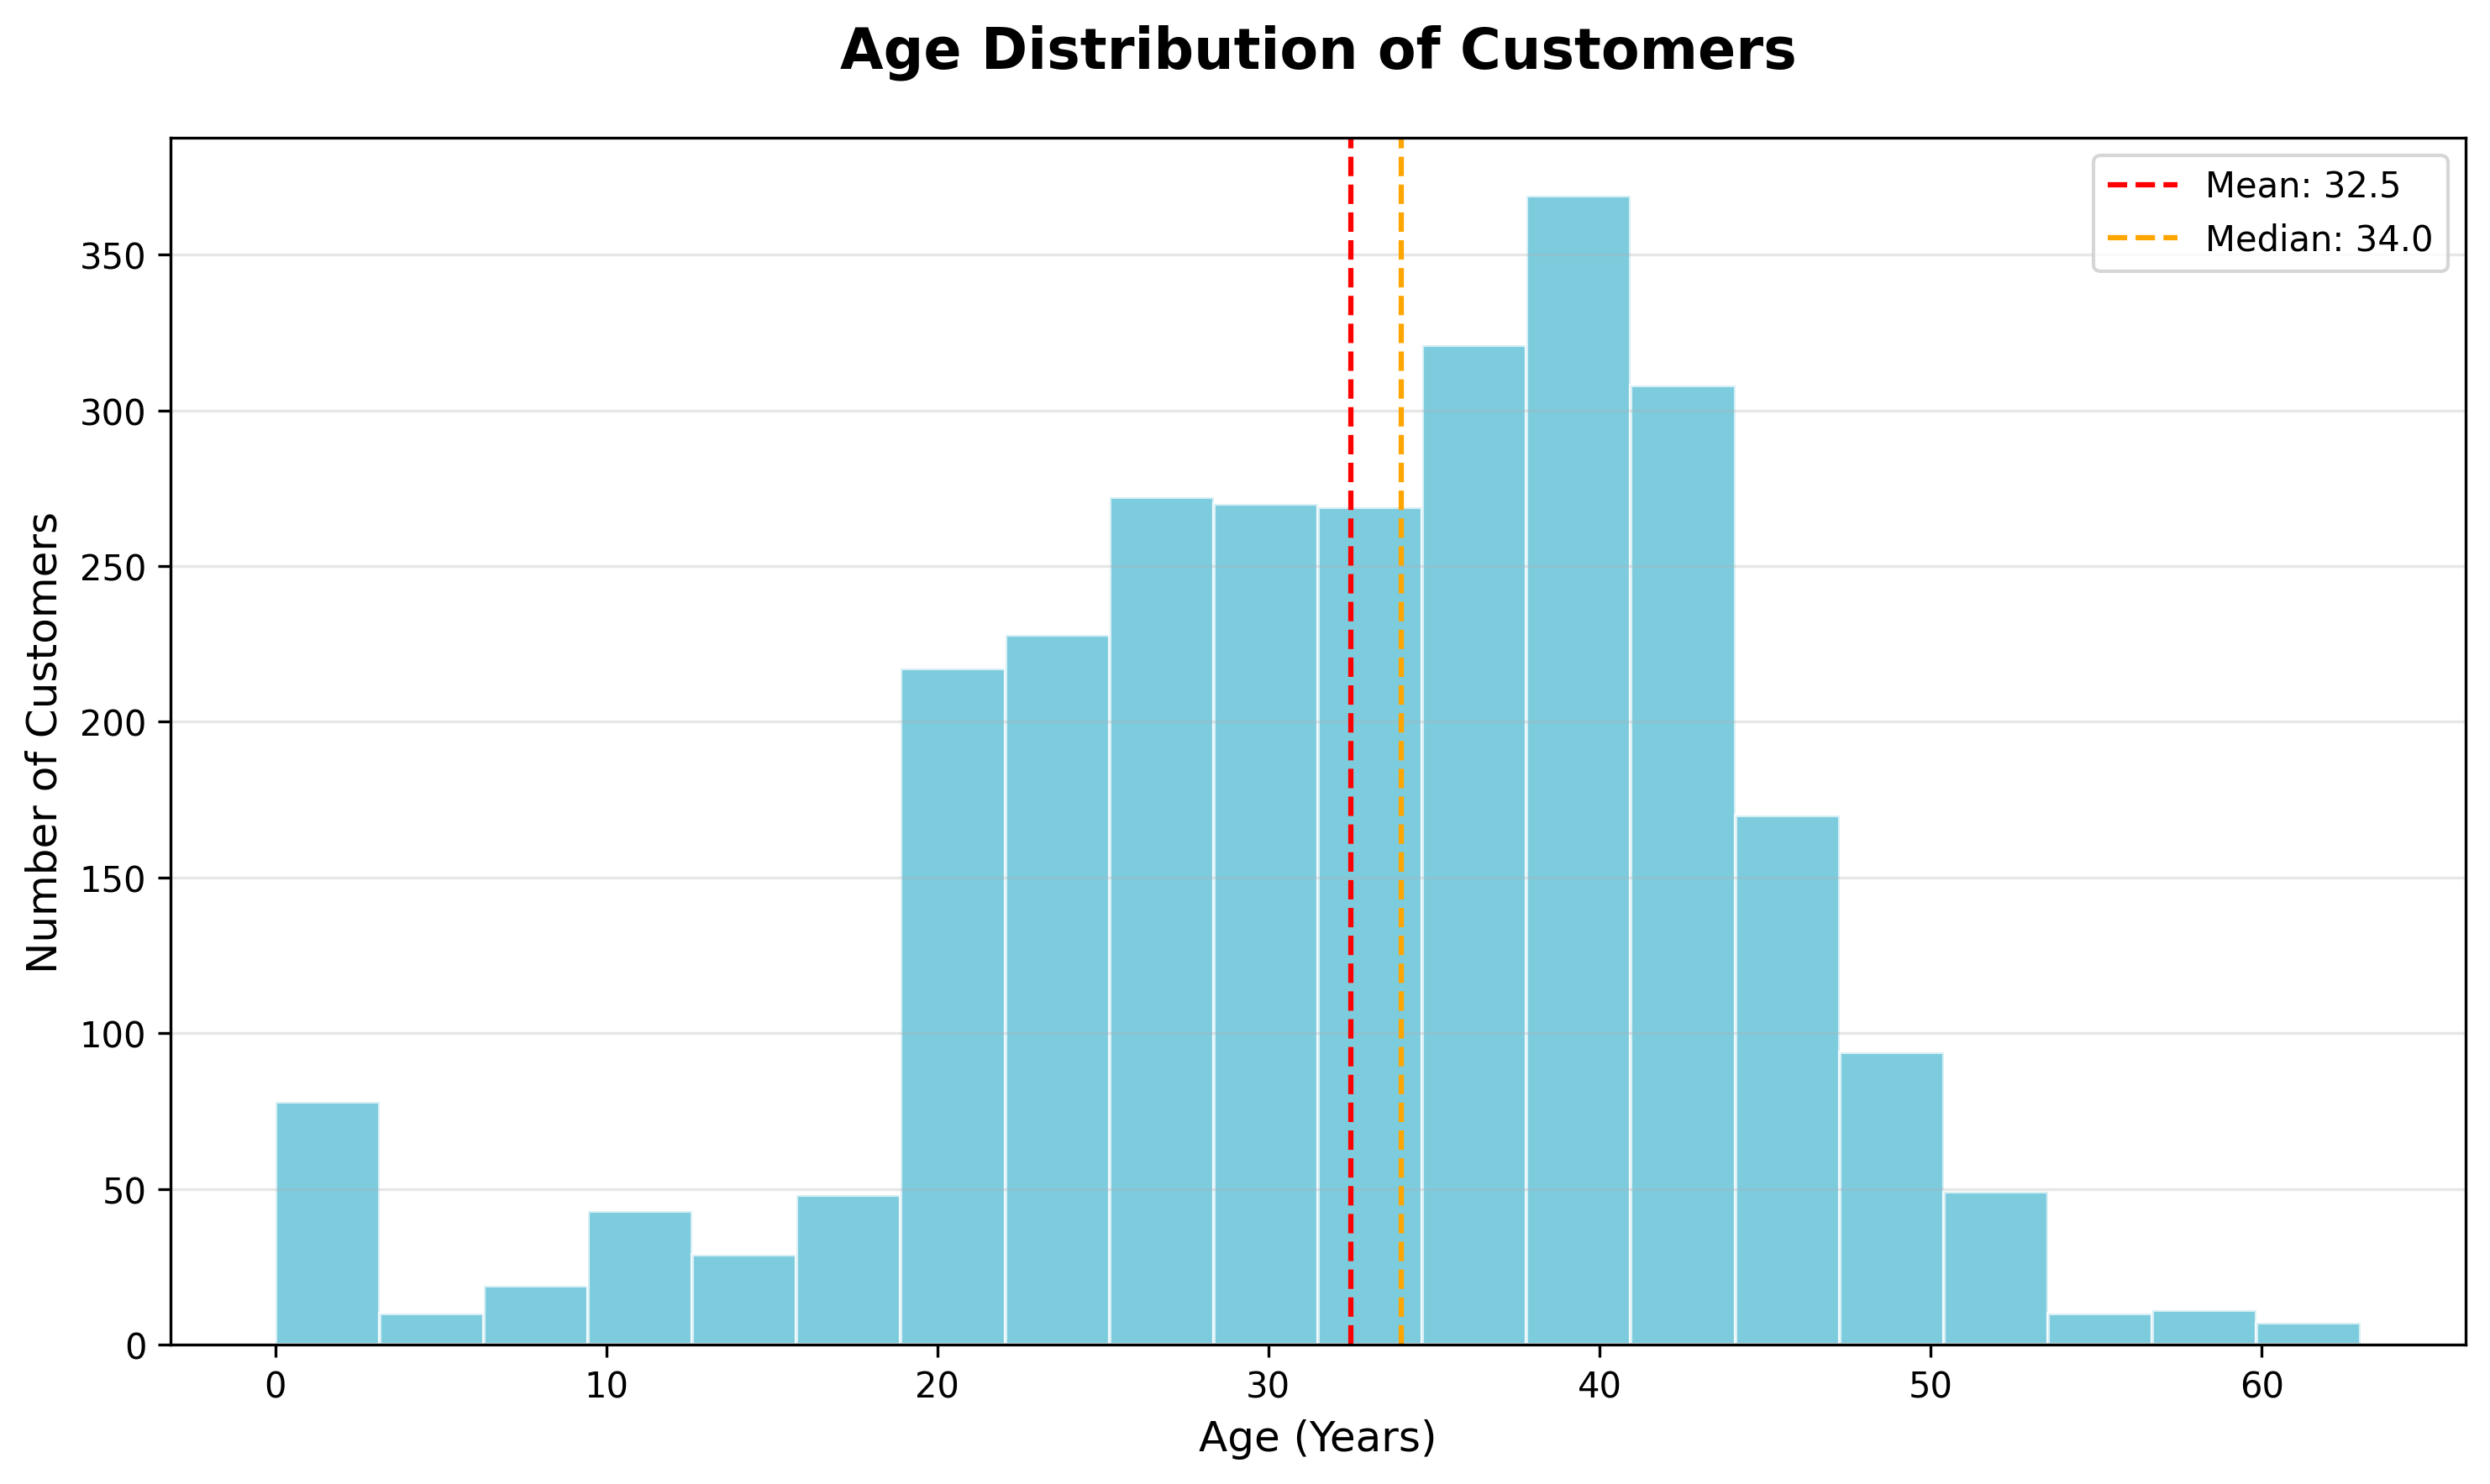 Age Distribution of Customers
Mean: 32.5
Median: 34.0
Number of Customers
350
300
250
200
150
100
50
0
0 10 20 30 40 50 60
Age (Years)